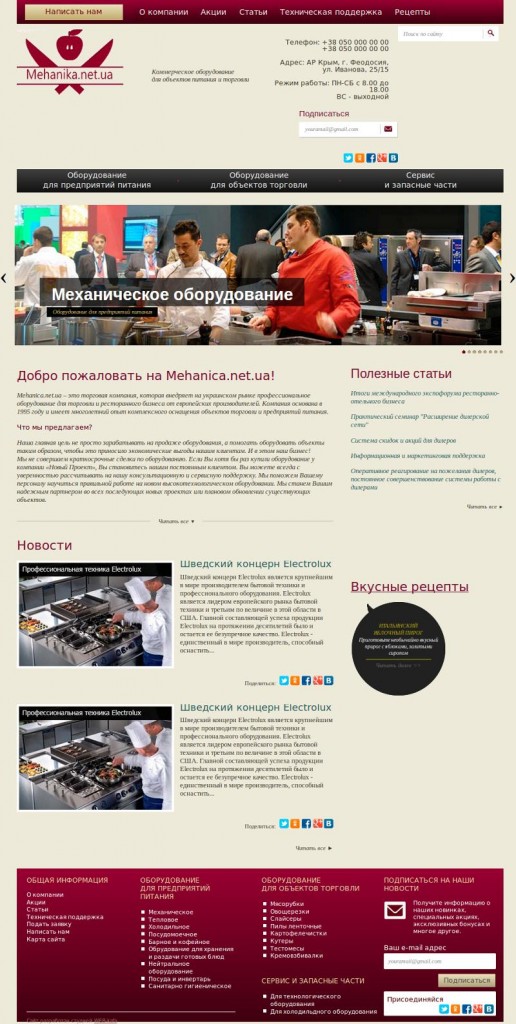 Написать нам
О компании
Акции
Статьи
Техническая поддержка
Рецепты
Mehanika.net.ua
Коммерческое оборудование
для объектов питания и торговли
Телефон: +38 050 000 00 00
+38 050 000 00 00
Адрес: АР Крым, г. Феодосия,
ул. Иванова, 25/15
Режим работы: ПН-СБ с 8.00 до
18.00
ВС - выходной
Поиск по сайту
Подписаться
youremail@gmail.com
Оборудование
для предприятий питания
Оборудование
для объектов торговли
Сервис
и запасные части
Механическое оборудование
Оборудование для предприятий питания
Добро пожаловать на Mehanica.net.ua!
Mehanica.net.ua – это торговая компания, которая внедряет на украинском рынке профессиональное
оборудование для торговли и ресторанного бизнеса от европейских производителей. Компания основана в
1995 году и имеет многолетний опыт комплексного оснащения объектов торговли и предприятий питания.
Что мы предлагаем?
Наша главная цель не просто зарабатывать на продаже оборудования, а помогать оборудовать объекты
таким образом, чтобы это приносило экономические выгоды нашим клиентам. И в этом наш бизнес!
Мы не совершаем краткосрочные сделки по оборудованию. Если Вы хотя бы раз купили оборудование у
компании «Новый Проект», Вы становитесь нашим постоянным клиентом. Вы можете всегда с
уверенностью рассчитывать на нашу консультационную и сервисную поддержку. Мы поможем Вашему
персоналу научиться правильной работе на новом высокотехнологическом оборудовании. Мы станем Вашим
надежным партнером во всех последующих новых проектах или плановом обновлении существующих
объектов.
Читать все
Полезные статьи
Итоги международного экспофорума ресторанно-
отельного бизнеса
Практический семинар "Расширение дилерской
сети"
Система скидок и акций для дилеров
Информационная и маркетинговая поддержка
Оперативное реагирование на пожелания дилеров,
постоянное совершенствование системы работы с
дилерами
Читать все
Новости
Профессиональная техника Electrolux
Шведский концерн Electrolux
Шведский концерн Electrolux является крупнейшим
в мире производителем бытовой техники и
профессионального оборудования. Electrolux
является лидером европейского рынка бытовой
техники и третьим по величине в этой области в
США. Главной составляющей успеха продукции
Electrolux на протяжении десятилетий было и
остается ее безупречное качество. Electrolux -
единственный в мире производитель, способный
оснастить...
Поделиться:
Вкусные рецепты
ИТАЛЬЯНСКИЙ
ЯБЛОЧНЫЙ ПИРОГ
Приготовьте необычайно вкусный
пирог с яблоками, залитыми
сиропом
Читать далее >>
Профессиональная техника Electrolux
Шведский концерн Electrolux
Шведский концерн Electrolux является крупнейшим
в мире производителем бытовой техники и
профессионального оборудования. Electrolux
является лидером европейского рынка бытовой
техники и третьим по величине в этой области в
США. Главной составляющей успеха продукции
Electrolux на протяжении десятилетий было и
остается ее безупречное качество. Electrolux -
единственный в мире производитель, способный
оснастить...
Поделиться:
Читать все
ОБЩАЯ ИНФОРМАЦИЯ
О компании
Акции
Статьи
Техническая поддержка
Подать заявку
Написать нам
Карта сайта
ОБОРУДОВАНИЕ
ДЛЯ ПРЕДПРИЯТИЙ
ПИТАНИЯ
Механическое
Тепловое
Холодильное
Посудомоечное
Барное и кофейное
Оборудование для хранения
и раздачи готовых блюд
Нейтральное
оборудование
Посуда и инвертарь
Санитарно гигиеническое
ОБОРУДОВАНИЕ
ДЛЯ ОБЪЕКТОВ ТОРГОВЛИ
Мясорубки
Овощерезки
Слайсеры
Пилы ленточные
Картофелечистки
Кутеры
Тестомесы
Кремовзбивалки
СЕРВИС И ЗАПАСНЫЕ ЧАСТИ
Для технологического
оборудования
Для холодильного оборудования
ПОДПИСАТЬСЯ НА НАШИ
НОВОСТИ
Получите информацию о
наших новинках,
специальных акциях,
эксклюзивных бонусах и
многое другое.
Ваш e-mail адрес
youremail@gmail.com
Подписаться
Присоединяйся